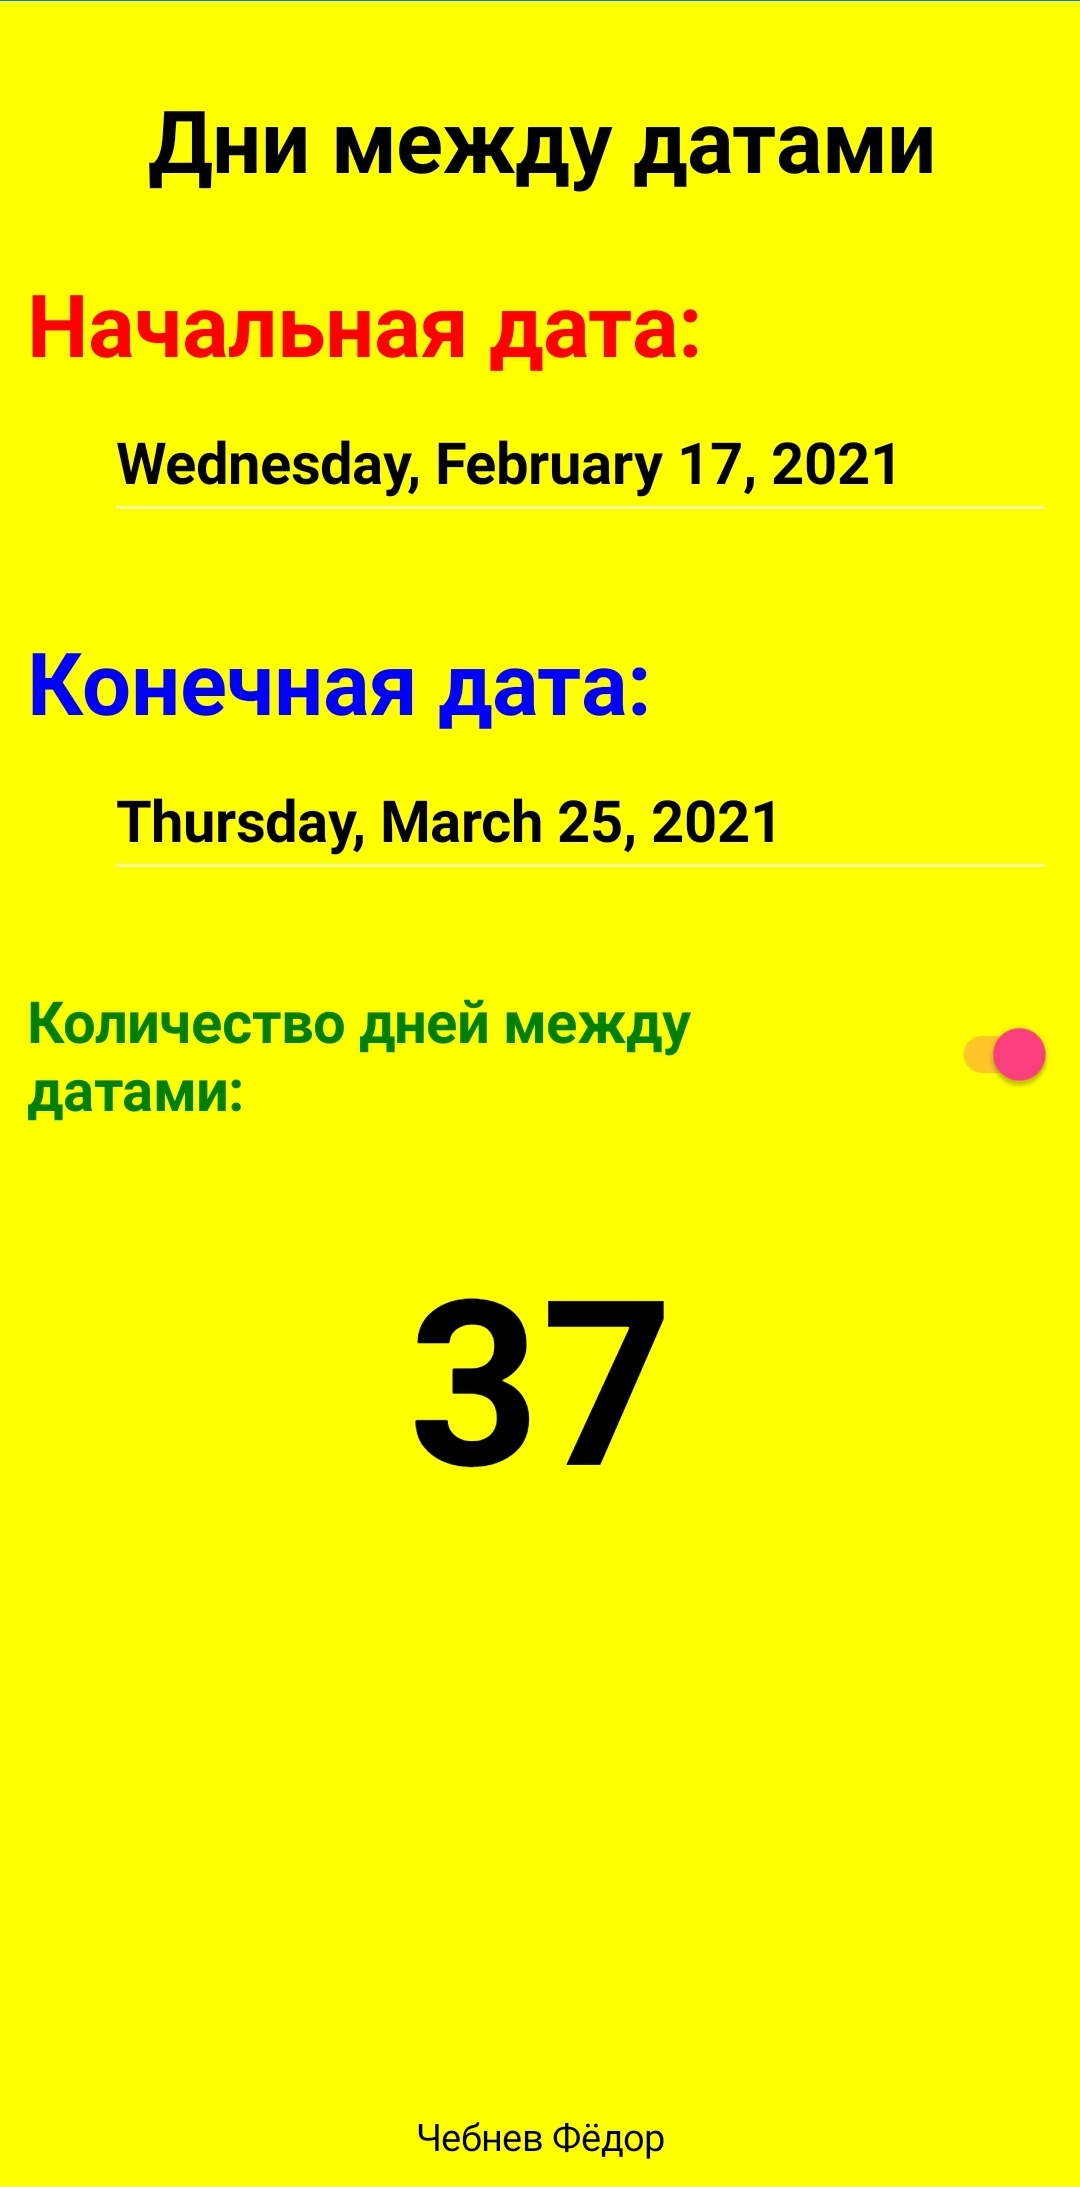 Дни между датами
Начальная дата:
Wednesday, February 17, 2021
Конечная дата:
Thursday, March 25, 2021
Количество дней между
датами:
37
Чебнев Фёдор